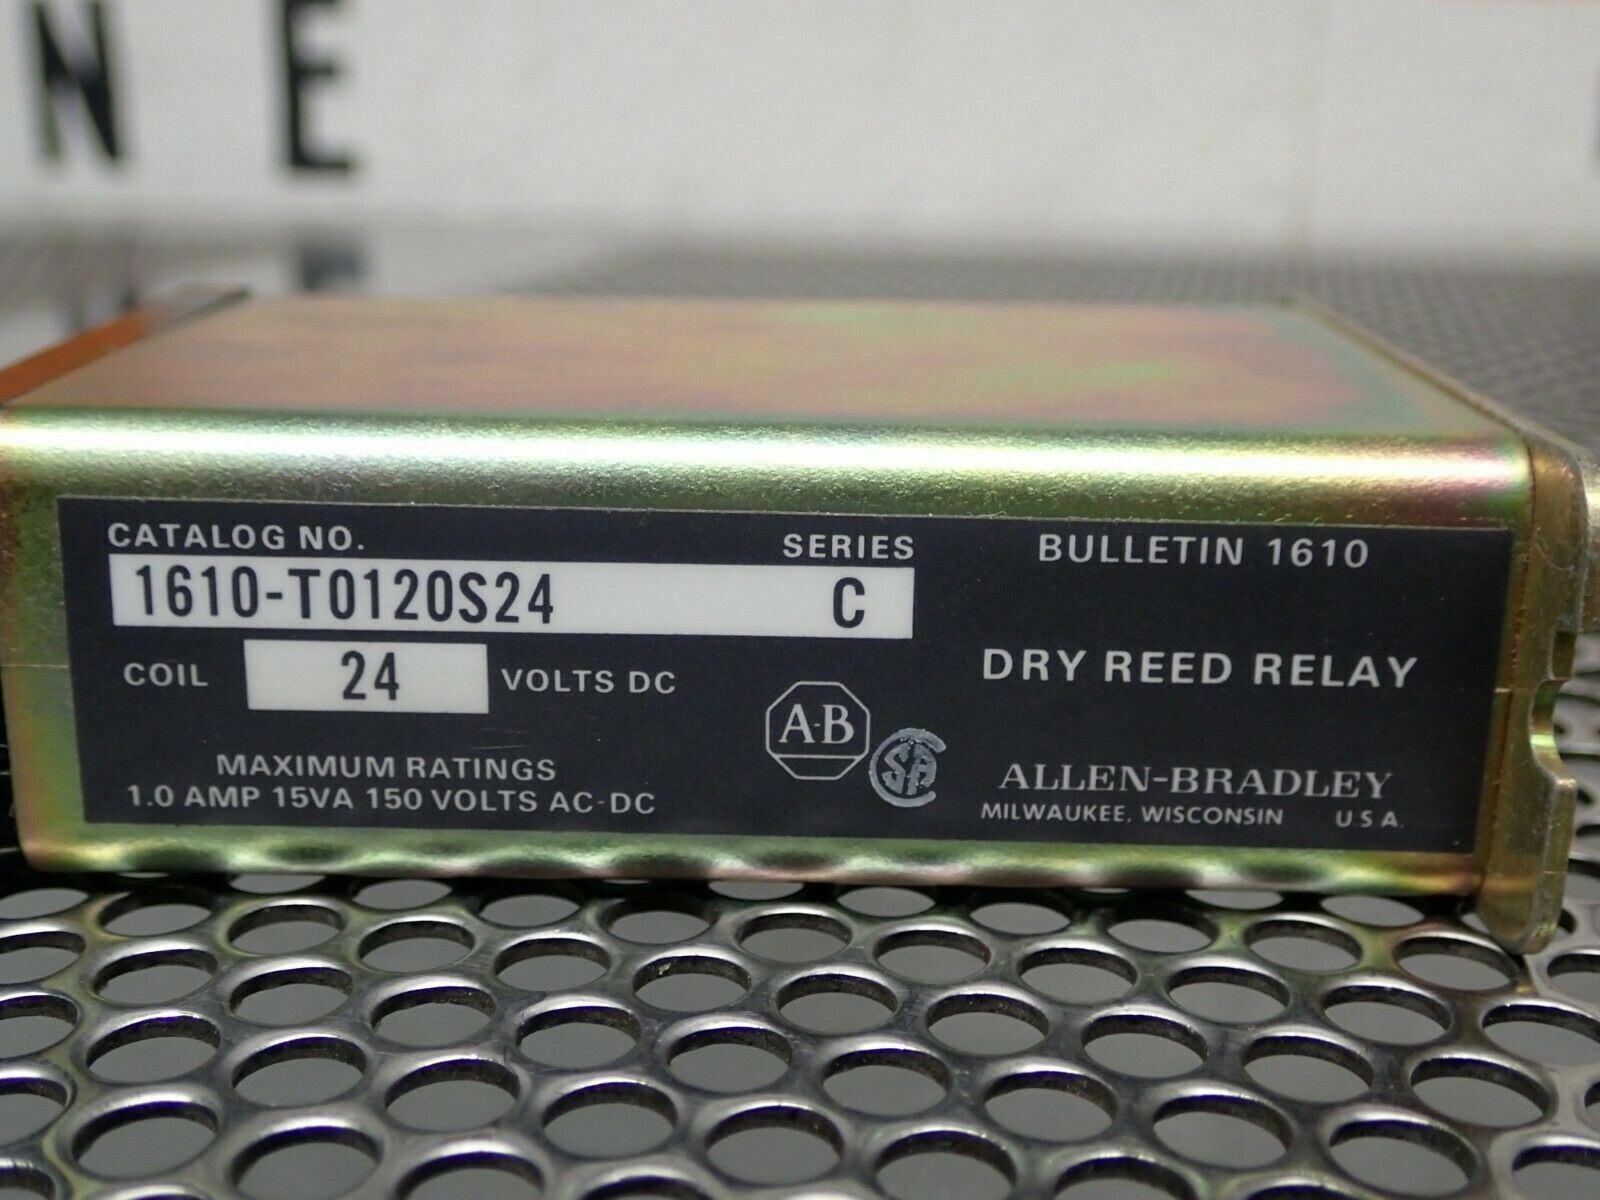 NE
CATALOG NO. SERIES
1610-T0120S24 C
COIL 24 VOLTS DC
MAXIMUM RATINGS
1.0 AMP 15VA 150 VOLTS AC-DC
A-B
SA
BULLETIN 1610
DRY REED RELAY
ALLEN-BRADLEY
MILWAUKEE, WISCONSIN U.S.A.